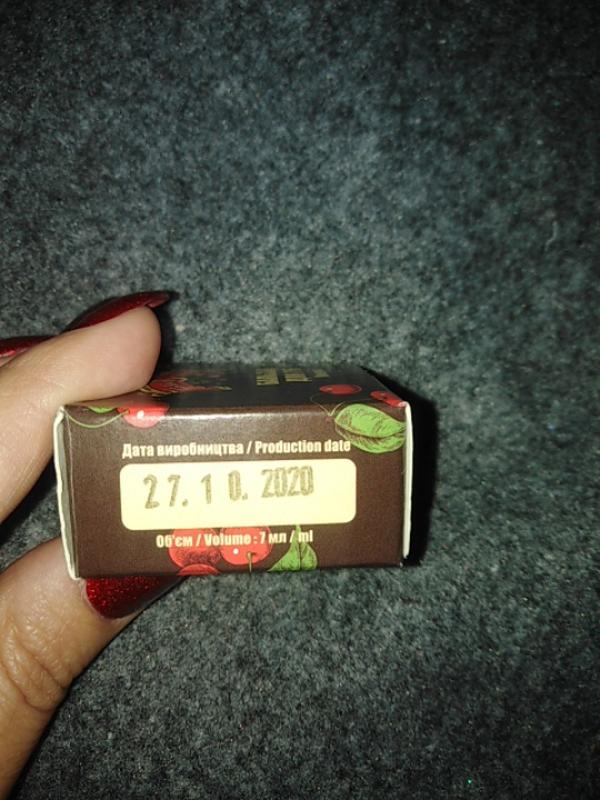 Дата виробництва / Production date
27.10.2020
Об'єм / Volume : 7 мл / ml